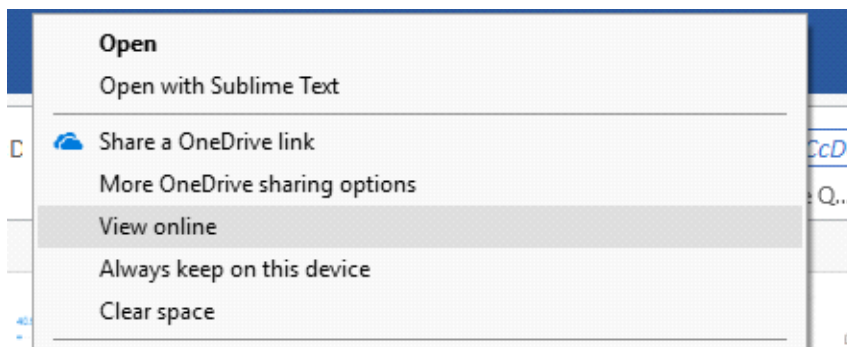 Open
Open with Sublime Text
D
Share a OneDrive link
CcD
More OneDrive sharing options
e Q...
View online
Always keep on this device
Clear space